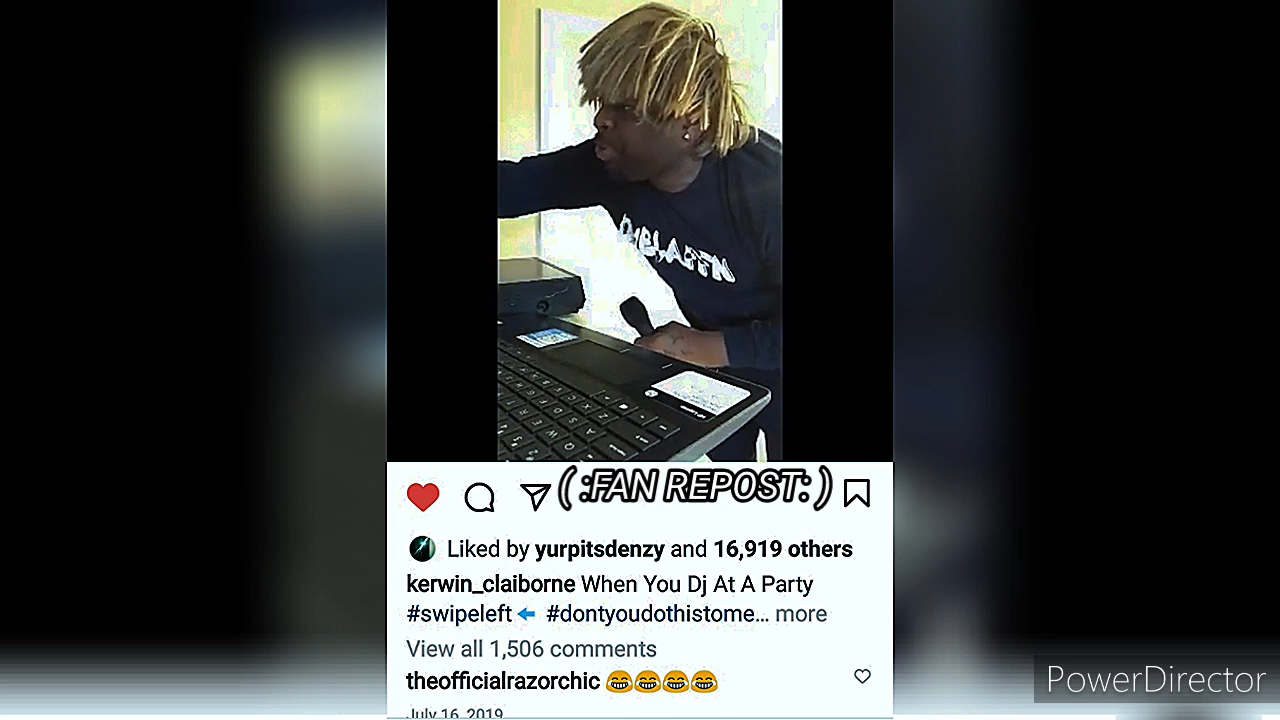 ( :FAN REPOST: )
Liked by yurpitsdenzy and 16,919 others
kerwin_claiborne When You Dj At A Party
#swipeleft⬅ #dontyoudothistome... more
View all 1,506 comments
theofficialrazorchic 😂😂😂😂
July 16, 2019
PowerDirector